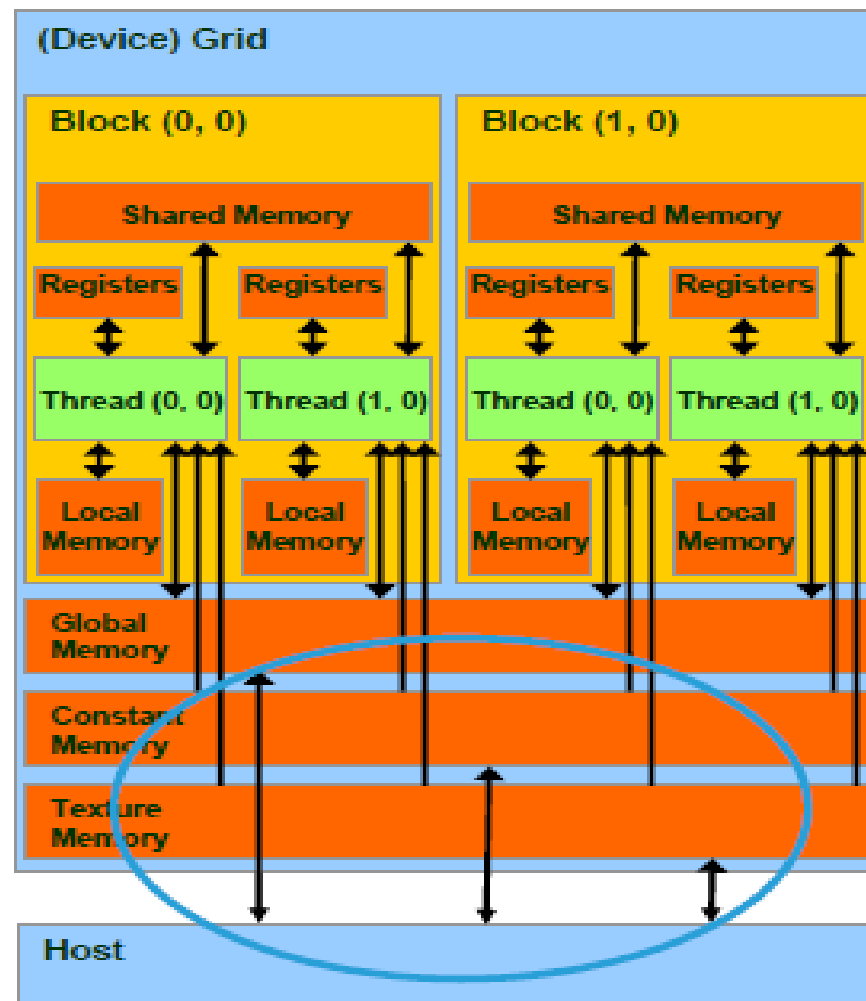 (Device) Grid
Block (0, 0)
Shared Memory
Registers
Registers
Thread (0, 0)
Thread (1, 0)
Local
Memory
Local
Memory
Block (1, 0)
Shared Memory
Registers
Registers
Thread (0, 0)
Thread (1, 0)
Local
Memory
Local
Memory
Global
Memory
Constant
Memory
Texture
Memory
Host